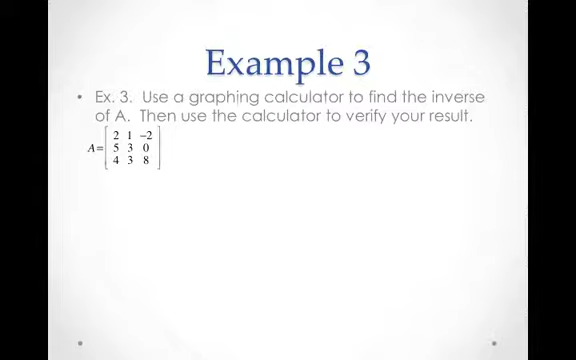 Example 3
• Ex. 3. Use a graphing calculator to find the inverse
of A. Then use the calculator to verify your result.
2 1 −2
A= 5 3 0
4 3 8